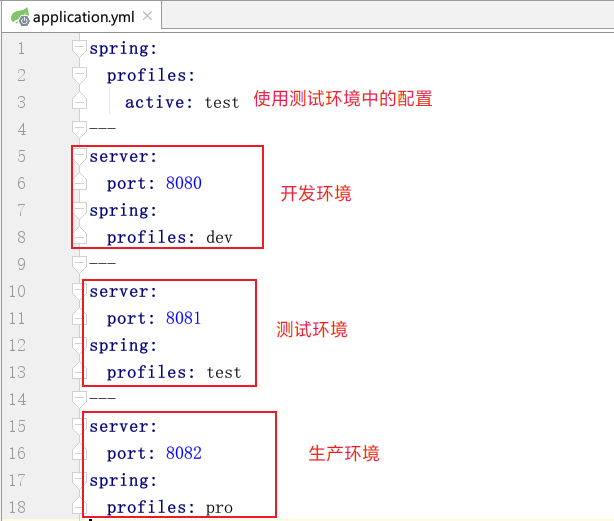 application.yml
1 spring:
2 profiles:
3 active: test 使用测试环境中的配置
4 ---
5 server:
6 port: 8080 开发环境
7 spring:
8 profiles: dev
9 ---
10 server:
11 port: 8081 测试环境
12 spring:
13 profiles: test
14 ---
15 server:
16 port: 8082 生产环境
17 spring:
18 profiles: pro